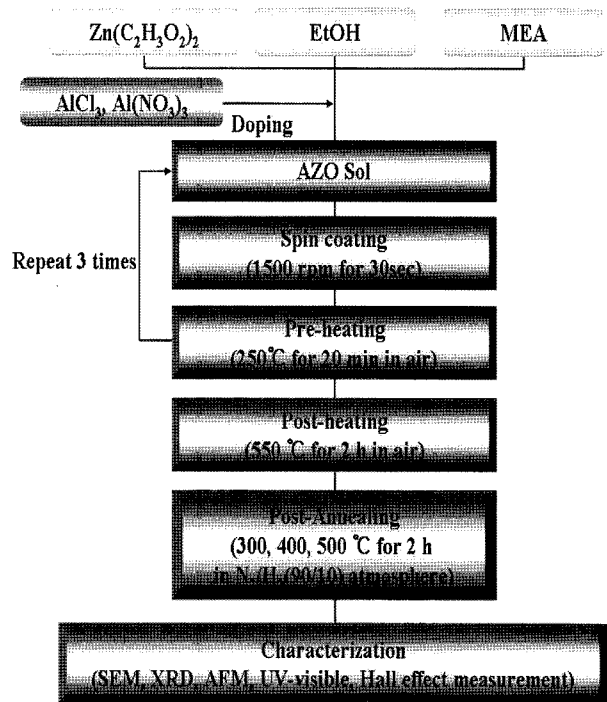 Zn(C₂H₃O₂)₂
EtOH
MEA
AlCl₃, Al(NO₃)₃
Doping
AZO Sol
Repeat 3 times
Spin coating
(1500 rpm for 30sec)
Pre-heating
(250℃ for 20 min in air)
Post-heating
(550 ℃ for 2 h in air)
Post-Annealing
(300, 400, 500 ℃ for 2 h
in N₂/H₂(90/10) atmosphere)
Characterization
(SEM, XRD, AFM, UV-visible, Hall effect measurement)